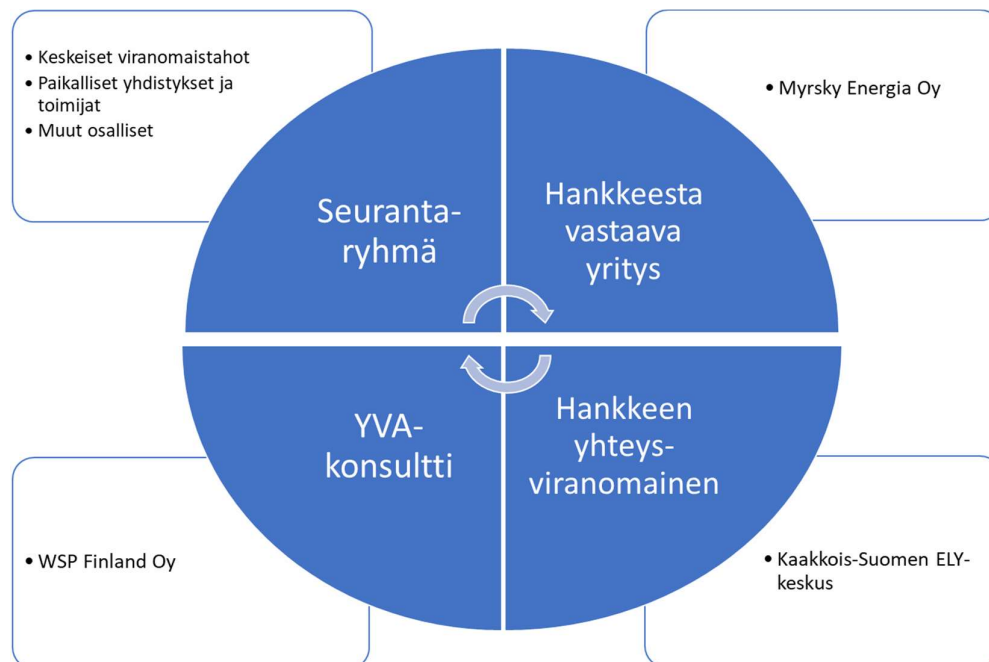 • Keskeiset viranomaistahot
• Paikalliset yhdistykset ja
toimijat
• Muut osalliset
• Myrsky Energia Oy
Seuranta-
ryhmä
Hankkeesta
vastaava
yritys
YVA-
konsultti
Hankkeen
yhteys-
viranomainen
• WSP Finland Oy
• Kaakkois-Suomen ELY-
keskus